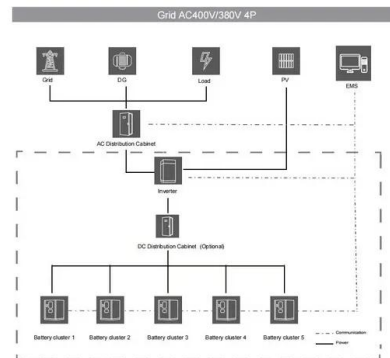 Grid AC400V/380V 4P
Grid
DG
Load
PV
EMS
AC Distribution Cabinet
Inverter
DC Distribution Cabinet (Optional)
Battery cluster 1
Battery cluster 2
Battery cluster 3
Battery cluster 4
Battery cluster 5
Communication
Power